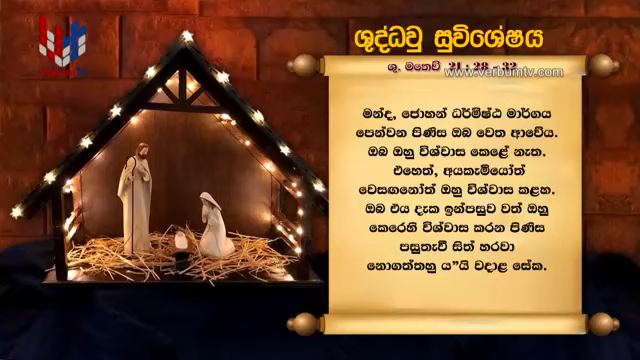 ශුද්ධවූ සුවිශේෂය
ශු. මතෙව් 21 : 28 - 32
www.verbumtv.com
මන්ද, ජොහන් ධර්මිෂ්ඨ මාර්ගය
පෙන්වන පිණිස ඔබ වෙත ආවේය.
ඔබ ඔහු විශ්වාස කෙළේ නැත.
එහෙත්, අයකැමියෝත්
වෙසඟනෝත් ඔහු විශ්වාස කළහ.
ඔබ එය දැක ඉන්පසුව වත් ඔහු
කෙරෙහි විශ්වාස කරන පිණිස
පසුතැවී සිත් හරවා
නොගත්තහු ය”යි වදාළ සේක.